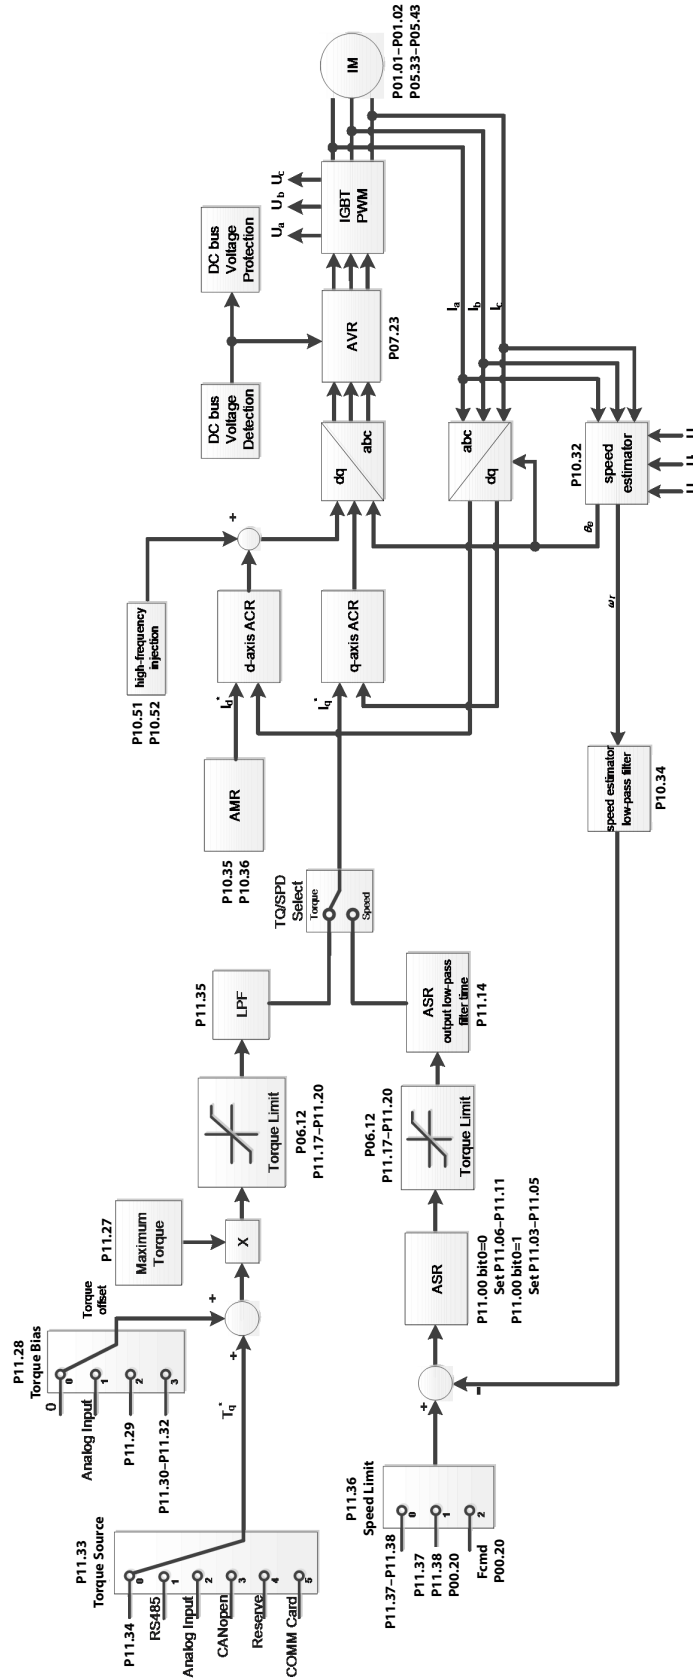 P11.33
Torque Source
P11.34
0
RS485
1
Analog Input
2
CANopen
3
Reserve
4
COMM Card
5
Tq*
+
P11.28
Torque Bias
0
0
Analog Input
1
P11.29
2
P11.30~P11.32
3
Torque
offset
+
P11.27
Maximum
Torque
X
Torque Limit
P06.12
P11.17~P11.20
P11.35
LPF
TQ/SPD
Select
Torque
Speed
P11.36
Speed Limit
P11.37~P11.38
0
P11.37
P11.38
P00.20
1
Fcmd
P00.20
2
+
-
ASR
P11.00 bit0=0
Set P11.06~P11.11
P11.00 bit0=1
Set P11.03~P11.05
P06.12
P11.17~P11.20
Torque Limit
ASR
output low-pass
filter time
P11.14
AMR
P10.35
P10.36
P10.51
P10.52
high-frequency
injection
+
Id*
d-axis ACR
Iq*
q-axis ACR
dq
abc
DC bus
Voltage
Detection
DC bus
Voltage
Protection
AVR
P07.23
IGBT
PWM
Ua
Ub
Uc
IM
P01.01~P01.02
P05.33~P05.43
Ia
Ib
Ic
abc
dq
P10.32
speed
estimator
θe
ωr
speed estimator
low-pass filter
P10.34